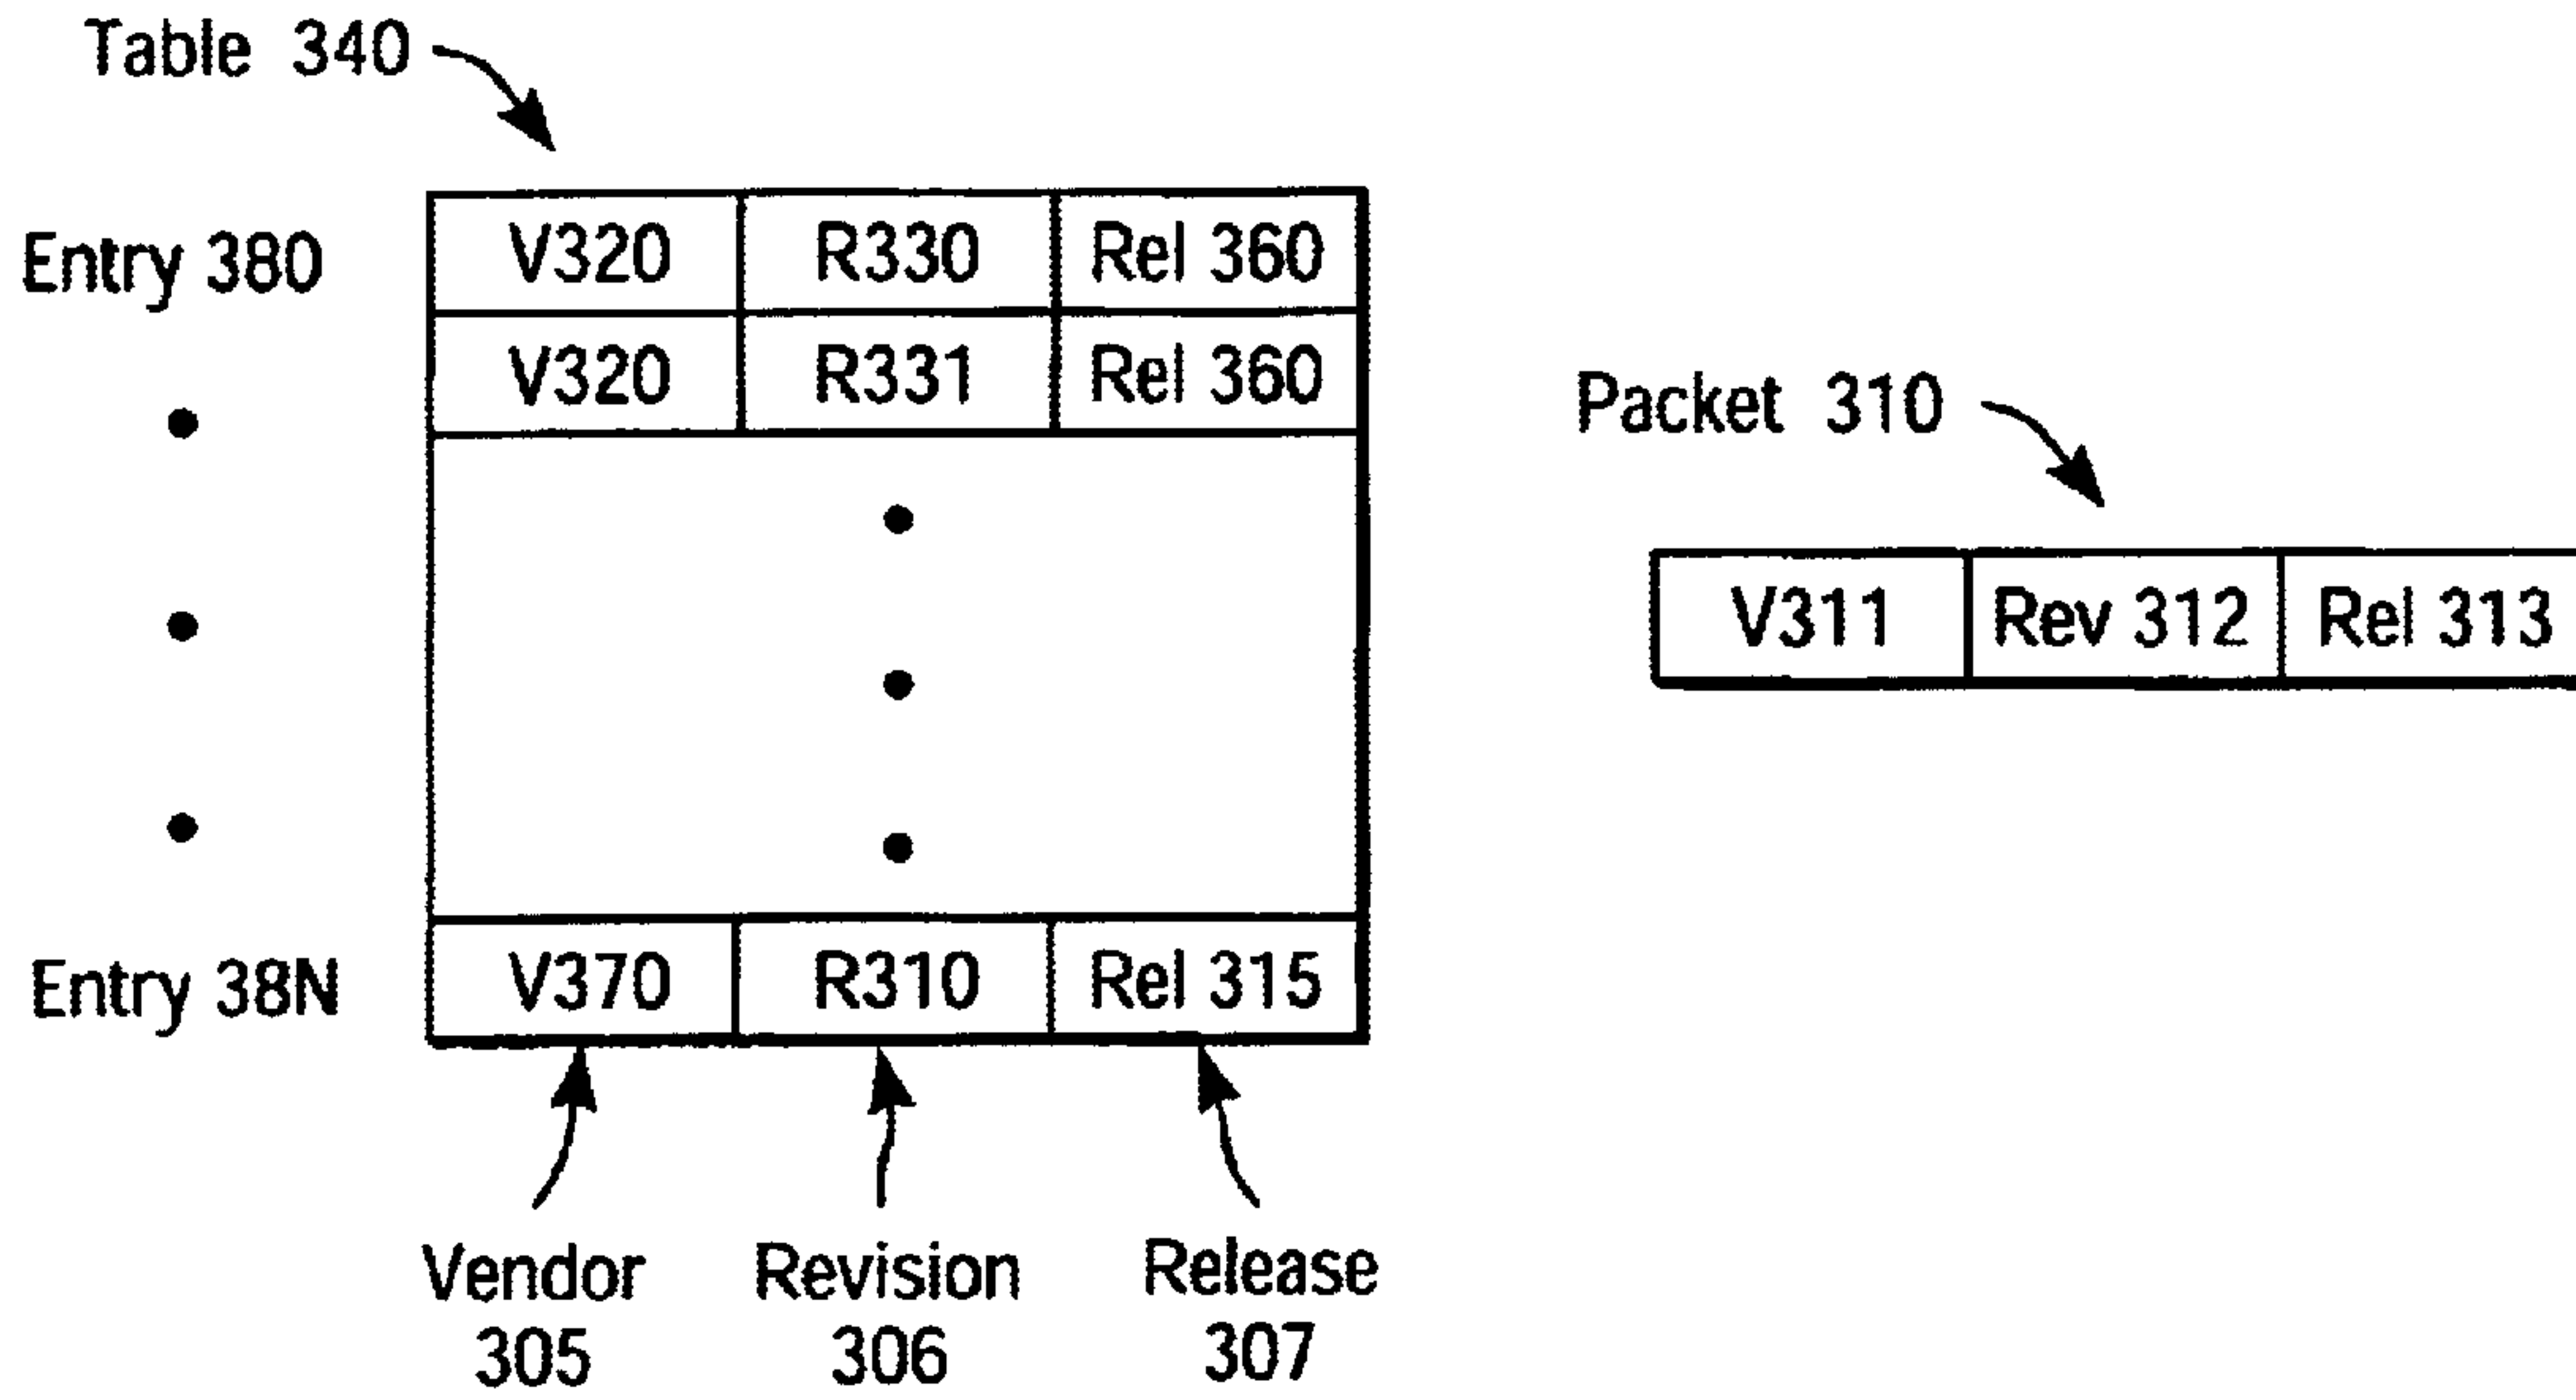 Table 340
Entry 380
V320 R330 Rel 360
V320 R331 Rel 360
Entry 38N
V370 R310 Rel 315
Vendor 305
Revision 306
Release 307
Packet 310
V311 Rev 312 Rel 313